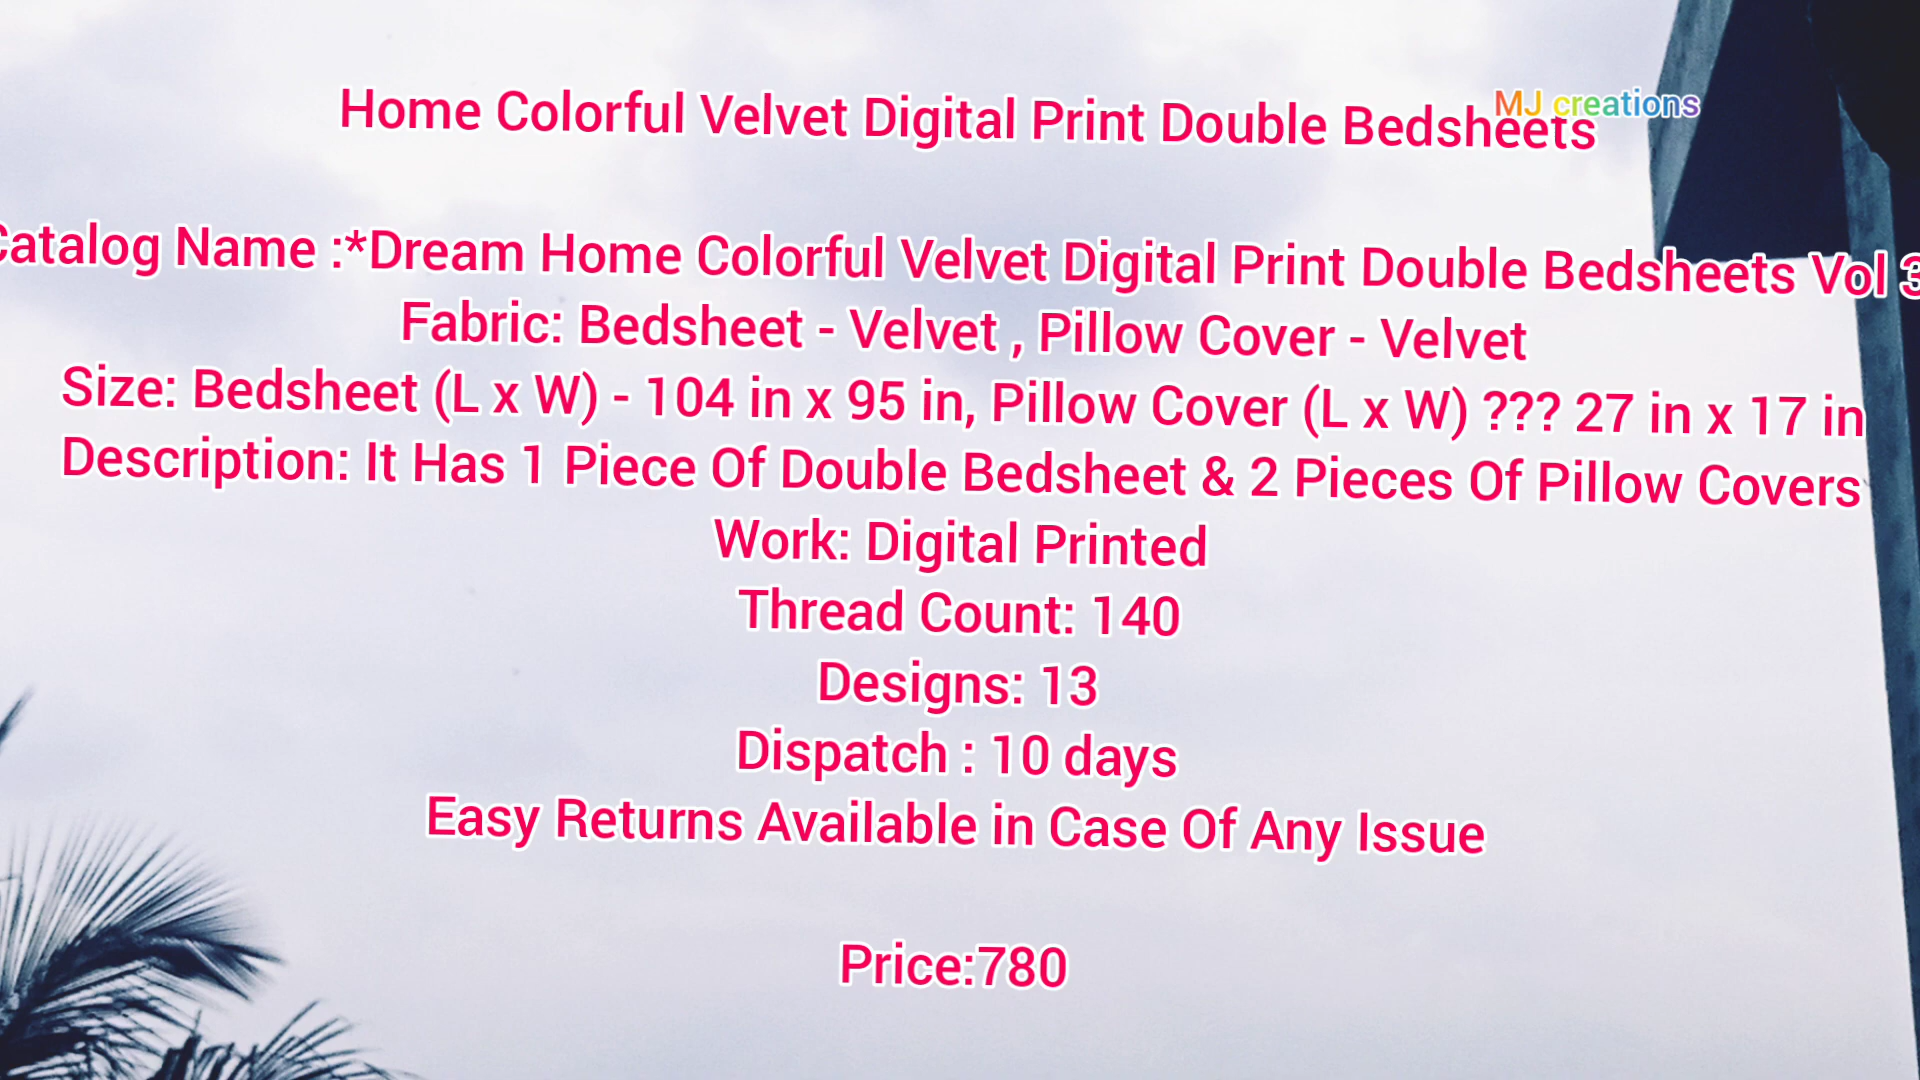 Home Colorful Velvet Digital Print Double Bedsheets
MJ creations
Catalog Name :*Dream Home Colorful Velvet Digital Print Double Bedsheets Vol 3
Fabric: Bedsheet - Velvet , Pillow Cover - Velvet
Size: Bedsheet (L x W) - 104 in x 95 in, Pillow Cover (L x W) ??? 27 in x 17 in
Description: It Has 1 Piece Of Double Bedsheet & 2 Pieces Of Pillow Covers
Work: Digital Printed
Thread Count: 140
Designs: 13
Dispatch : 10 days
Easy Returns Available in Case Of Any Issue
Price:780